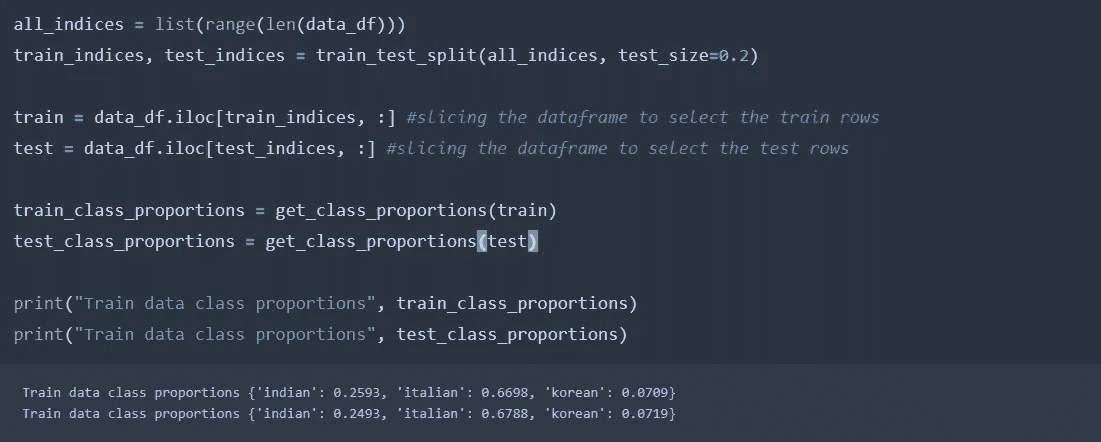 all_indices = list(range(len(data_df)))
train_indices, test_indices = train_test_split(all_indices, test_size=0.2)
train = data_df.iloc[train_indices, :] #slicing the dataframe to select the train rows
test = data_df.iloc[test_indices, :] #slicing the dataframe to select the test rows
train_class_proportions = get_class_proportions(train)
test_class_proportions = get_class_proportions(test)
print("Train data class proportions", train_class_proportions)
print("Train data class proportions", test_class_proportions)
Train data class proportions {'indian': 0.2593, 'italian': 0.6698, 'korean': 0.0709}
Train data class proportions {'indian': 0.2493, 'italian': 0.6788, 'korean': 0.0719}